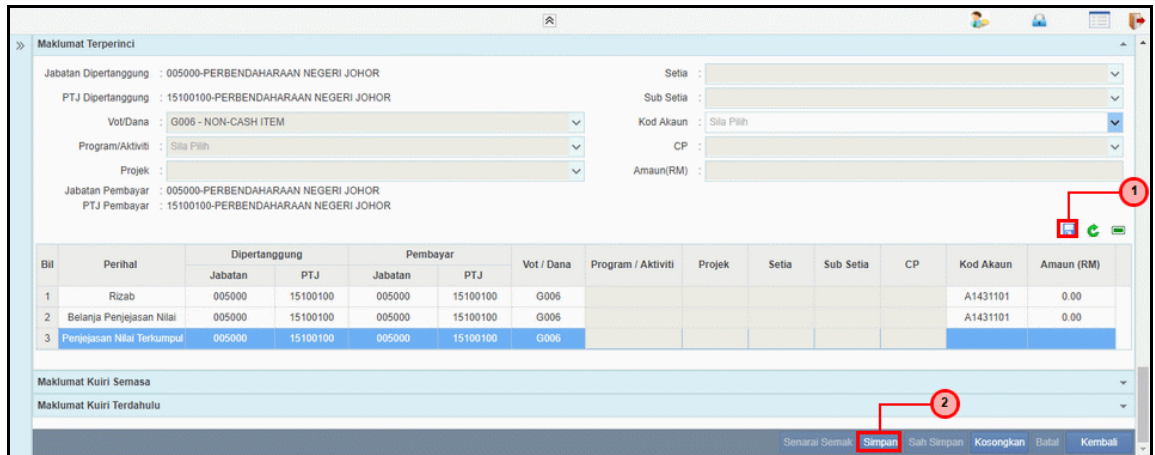 Maklumat Terperinci
Jabatan Dipertanggung : 005000-PERBENDAHARAAN NEGERI JOHOR Setia :
PTJ Dipertanggung : 15100100-PERBENDAHARAAN NEGERI JOHOR Sub Setia :
Vot/Dana : G006 - NON-CASH ITEM Kod Akaun : Sila Pilih
Program/Aktiviti : Sila Pilih CP :
Projek : Amaun(RM) :
Jabatan Pembayar : 005000-PERBENDAHARAAN NEGERI JOHOR
PTJ Pembayar : 15100100-PERBENDAHARAAN NEGERI JOHOR
1
Bil Perihal Dipertanggung Pembayar Vot / Dana Program / Aktiviti Projek Setia Sub Setia CP Kod Akaun Amaun (RM)
Jabatan PTJ Jabatan PTJ
1 Rizab 005000 15100100 005000 15100100 G006 A1431101 0.00
2 Belanja Penjejasan Nilai 005000 15100100 005000 15100100 G006 A1431101 0.00
3 Penjejasan Nilai Terkumpul 005000 15100100 005000 15100100 G006
Maklumat Kuiri Semasa
Maklumat Kuiri Terdahulu
2
Senarai Semak Simpan Sah Simpan Kosongkan Batal Kembali